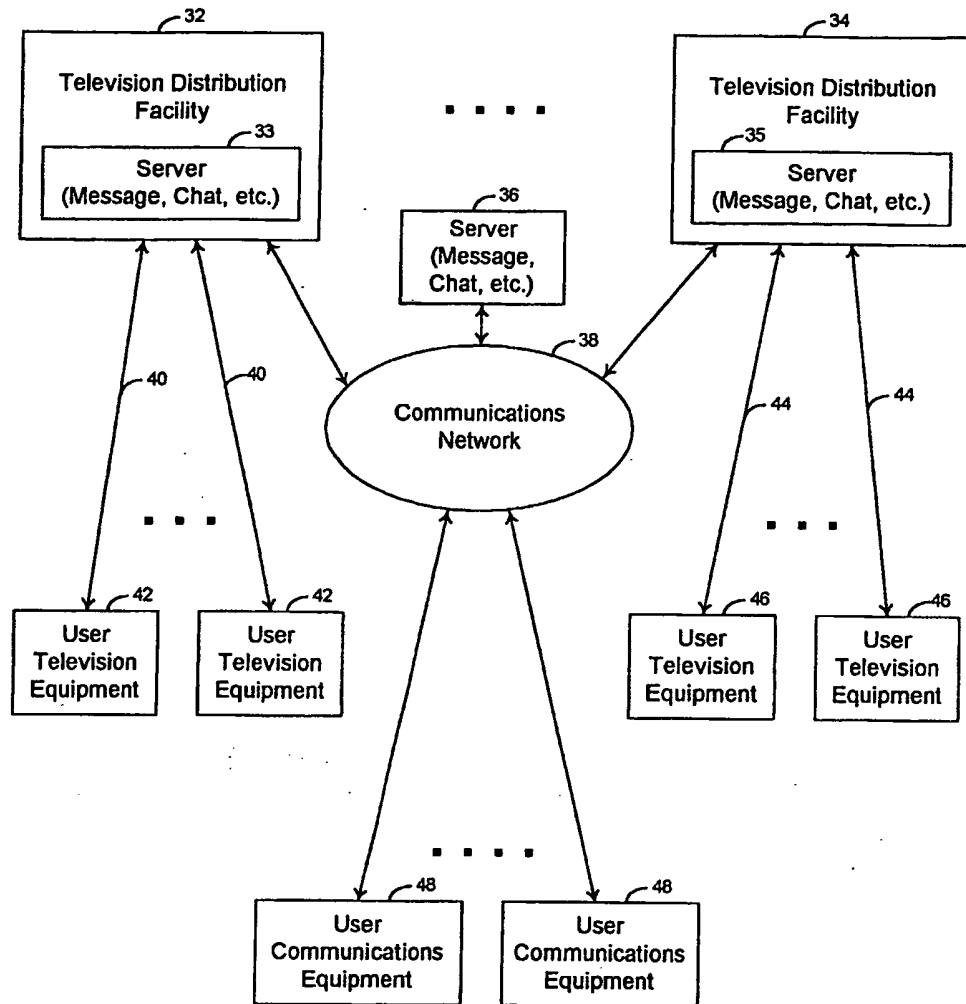 32
Television Distribution
Facility
33
Server
(Message, Chat, etc.)
34
Television Distribution
Facility
35
Server
(Message, Chat, etc.)
36
Server
(Message,
Chat, etc.)
38
Communications
Network
40
40
44
44
42
User
Television
Equipment
42
User
Television
Equipment
46
User
Television
Equipment
46
User
Television
Equipment
48
User
Communications
Equipment
48
User
Communications
Equipment